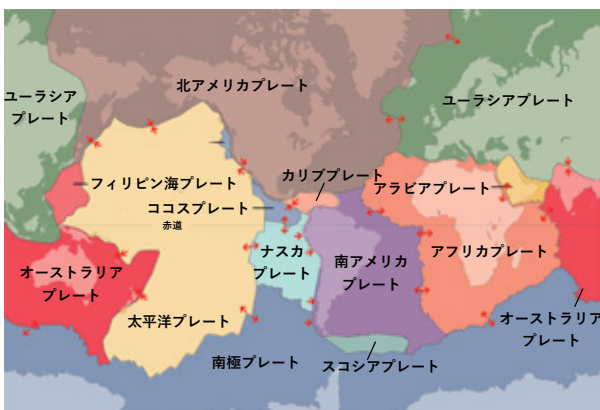 北アメリカプレート
ユーラシア
プレート
ユーラシアプレート
カリブプレート
フィリピン海プレート
アラビアプレート
ココスプレート
赤道
ナスカ
プレート
南アメリカ
プレート
アフリカプレート
オーストラリア
プレート
太平洋プレート
オーストラリア
プレート
南極プレート
スコシアプレート